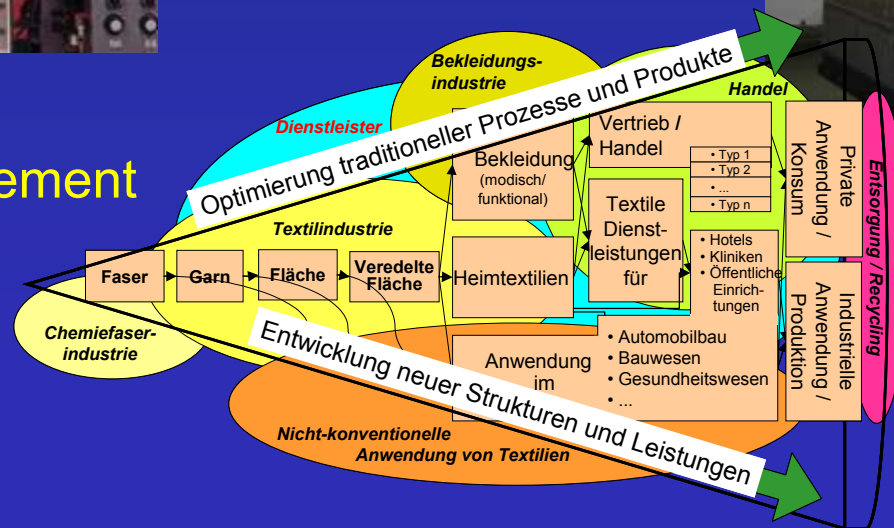 ement
Bekleidungs-
industrie
Handel
Dienstleister
Optimierung traditioneller Prozesse und Produkte
Textilindustrie
Faser
Garn
Fläche
Veredelte
Fläche
Chemiefaser-
industrie
Bekleidung
(modisch/
funktional)
Heimtextilien
Anwendung
im
Vertrieb /
Handel
• Typ 1
• Typ 2
• ...
• Typ n
Textile
Dienst-
leistungen
für
• Hotels
• Kliniken
• Öffentliche
Einrich-
tungen
• Automobilbau
• Bauwesen
• Gesundheitswesen
• ...
Private
Anwendung /
Konsum
Industrielle
Anwendung /
Produktion
Entsorgung / Recycling
Entwicklung neuer Strukturen und Leistungen
Nicht-konventionelle
Anwendung von Textilien